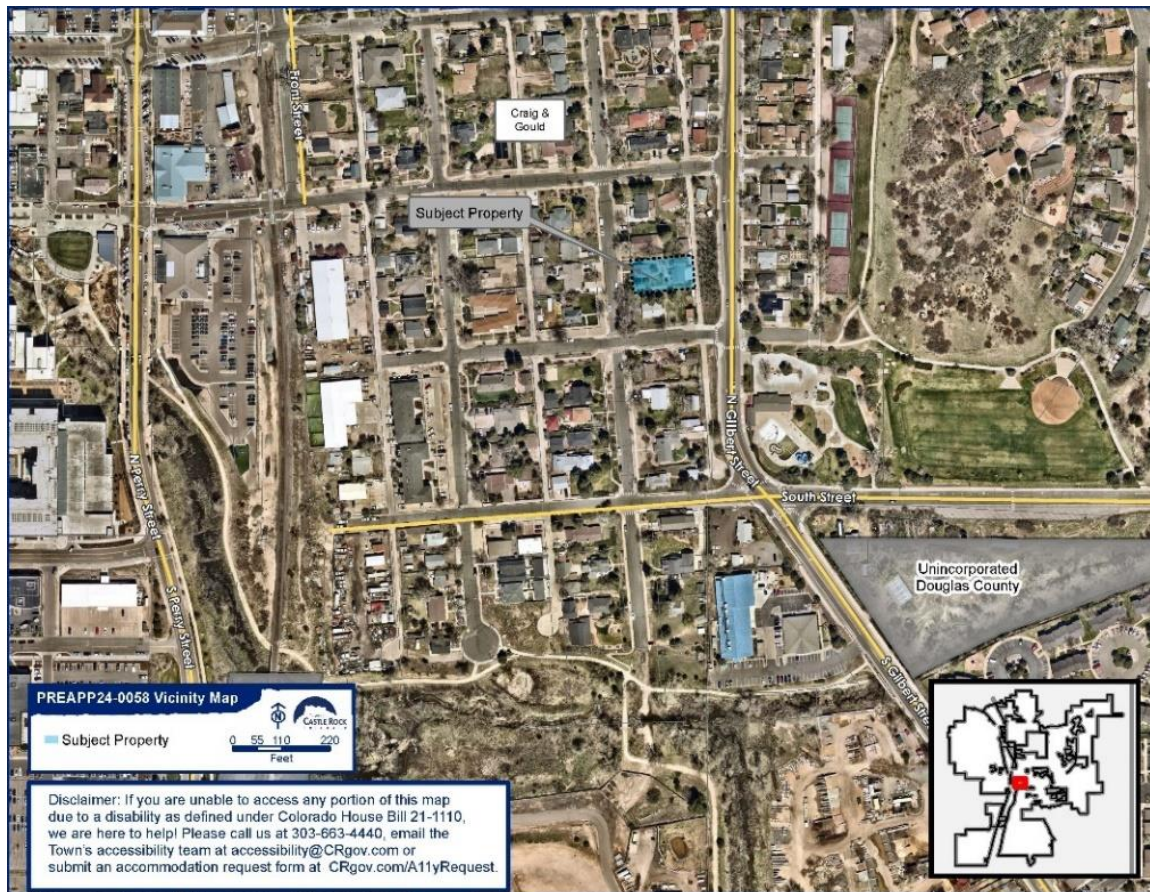 Front Street
Craig &
Gould
Subject Property
N Gilbert Street
N Perry Street
South Street
Unincorporated
Douglas County
S Perry Street
S Gilbert Stre
PREAPP24-0058 Vicinity Map
N
CASTLE ROCK
Subject Property
0 55 110 220
Feet
Disclaimer: If you are unable to access any portion of this map
due to a disability as defined under Colorado House Bill 21-1110,
we are here to help! Please call us at 303-663-4440, email the
Town's accessibility team at accessibility@CRgov.com or
submit an accommodation request form at CRgov.com/A11yRequest.